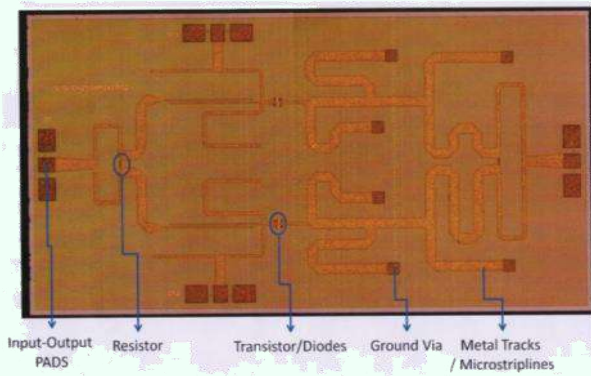 Input-Output
PADS
Resistor
Transistor/Diodes
Ground Via
Metal Tracks
/ Microstriplines